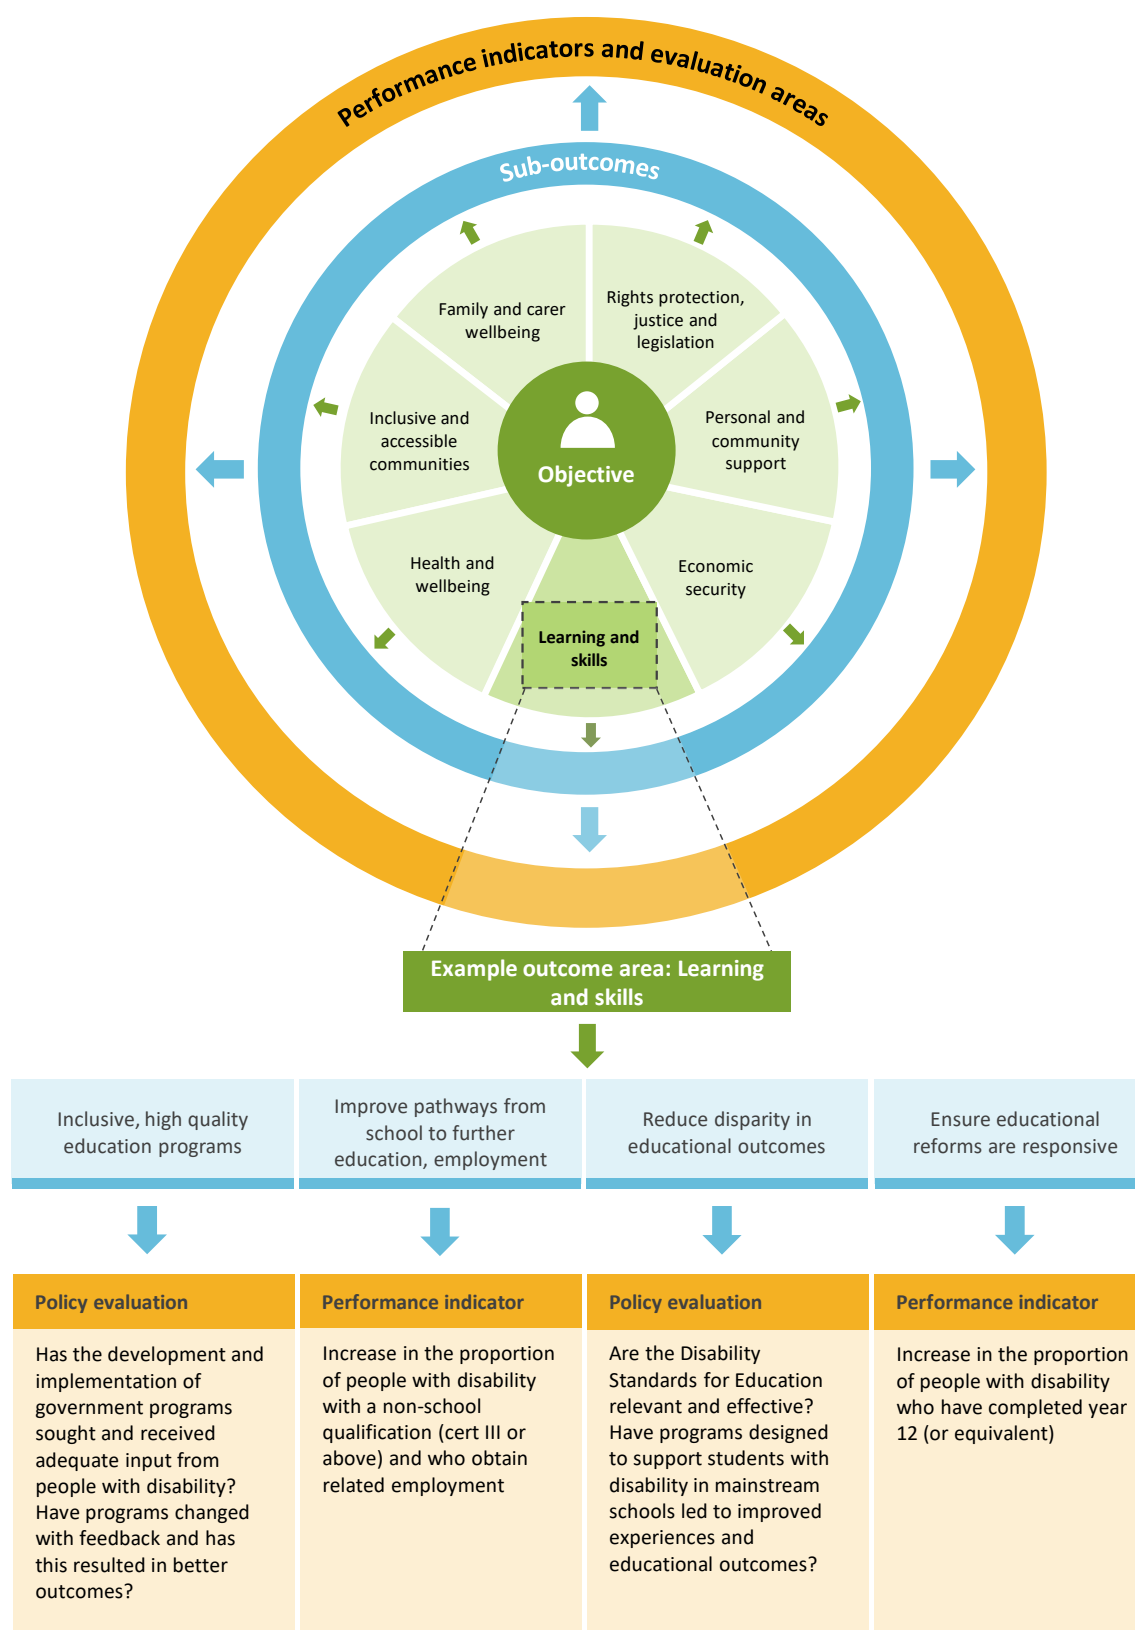 Performance indicators and evaluation areas
Sub-outcomes
Family and carer
wellbeing
Rights protection,
justice and
legislation
Inclusive and
accessible
communities
Personal and
community
support
Objective
Health and
wellbeing
Economic
security
Learning and
skills
Example outcome area: Learning
and skills
Inclusive, high quality
education programs
Improve pathways from
school to further
education, employment
Reduce disparity in
educational outcomes
Ensure educational
reforms are responsive
Policy evaluation
Has the development and
implementation of
government programs
sought and received
adequate input from
people with disability?
Have programs changed
with feedback and has
this resulted in better
outcomes?
Performance indicator
Increase in the proportion
of people with disability
with a non-school
qualification (cert III or
above) and who obtain
related employment
Policy evaluation
Are the Disability
Standards for Education
relevant and effective?
Have programs designed
to support students with
disability in mainstream
schools led to improved
experiences and
educational outcomes?
Performance indicator
Increase in the proportion
of people with disability
who have completed year
12 (or equivalent)